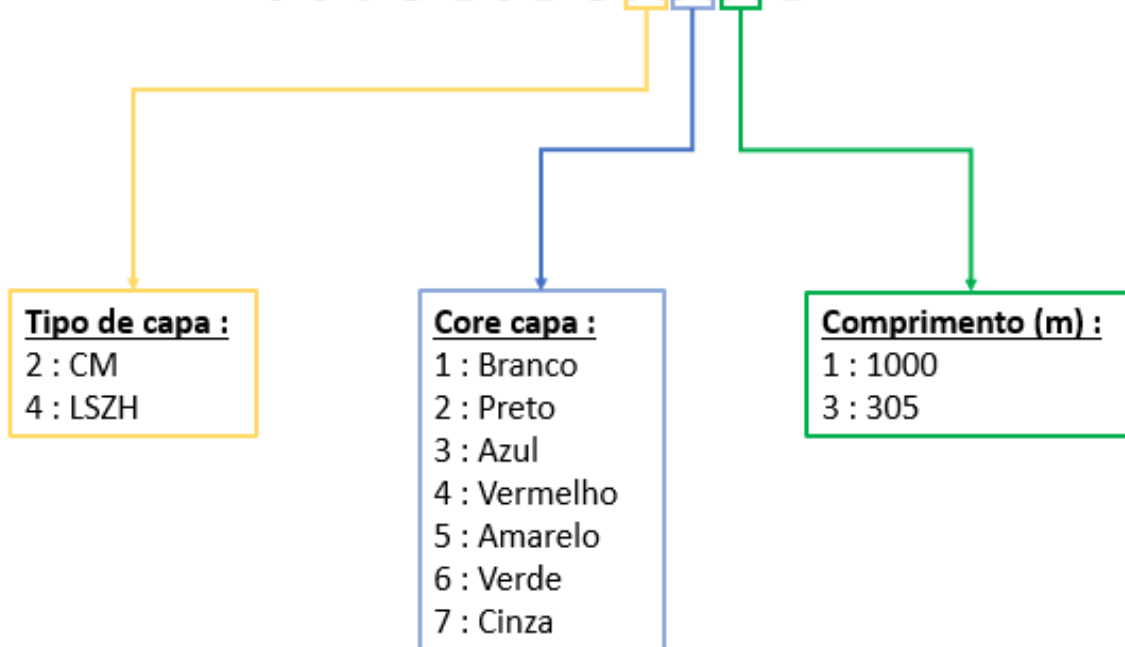 Tipo de capa :
2 : CM
4 : LSZH
Core capa :
1 : Branco
2 : Preto
3 : Azul
4 : Vermelho
5 : Amarelo
6 : Verde
7 : Cinza
Comprimento (m) :
1 : 1000
3 : 305